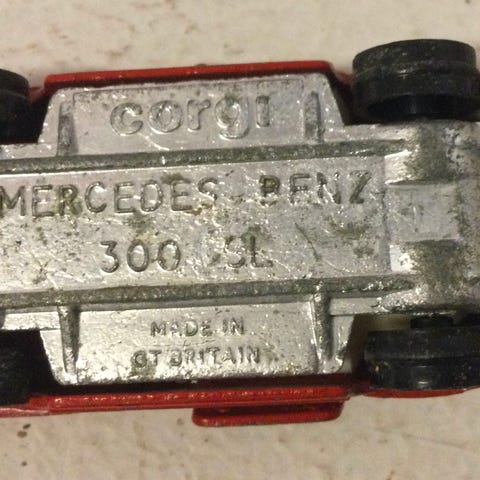 corgi
MERCEDES-BENZ
300 SL
MADE IN
GT BRITAIN